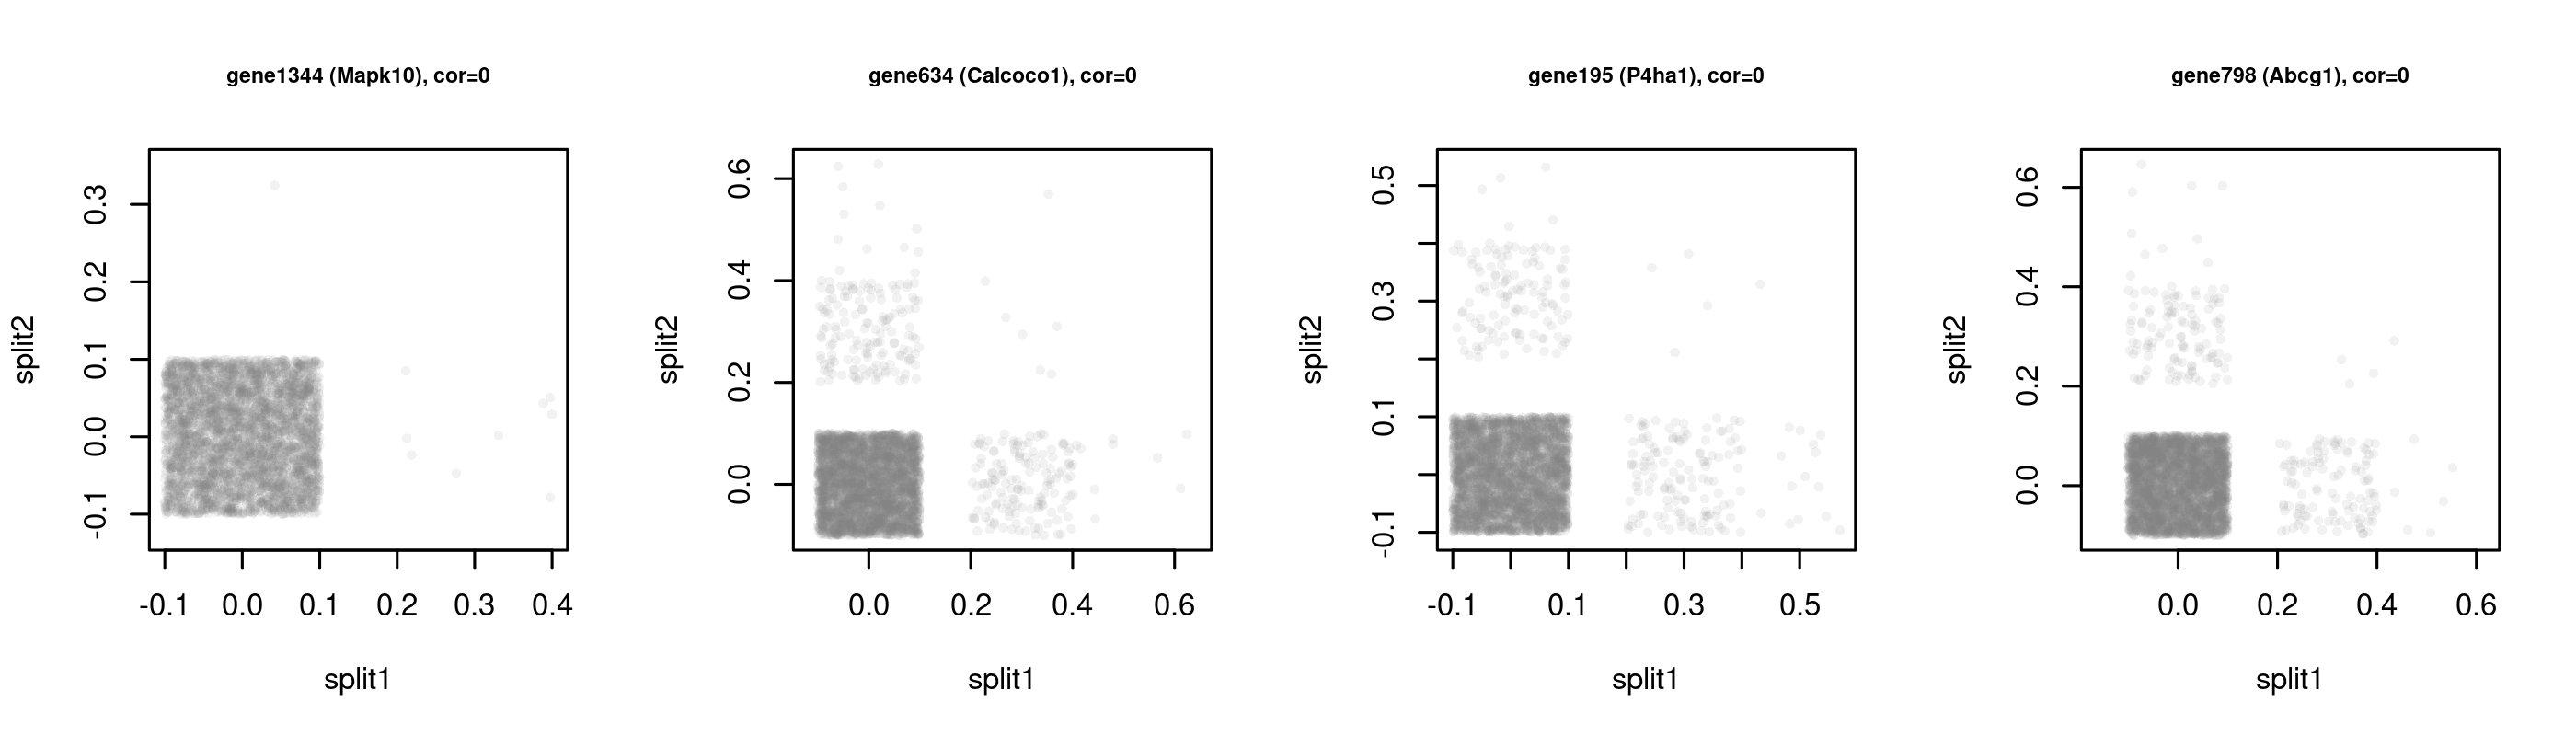 gene1344 (Mapk10), cor=0
split2
0.3
0.2
0.1
0.0
-0.1
-0.1 0.0 0.1 0.2 0.3 0.4
split1
gene634 (Calcoco1), cor=0
split2
0.6
0.4
0.2
0.0
0.0 0.2 0.4 0.6
split1
gene195 (P4ha1), cor=0
split2
0.5
0.3
0.1
-0.1
-0.1 0.1 0.3 0.5
split1
gene798 (Abcg1), cor=0
split2
0.6
0.4
0.2
0.0
0.0 0.2 0.4 0.6
split1